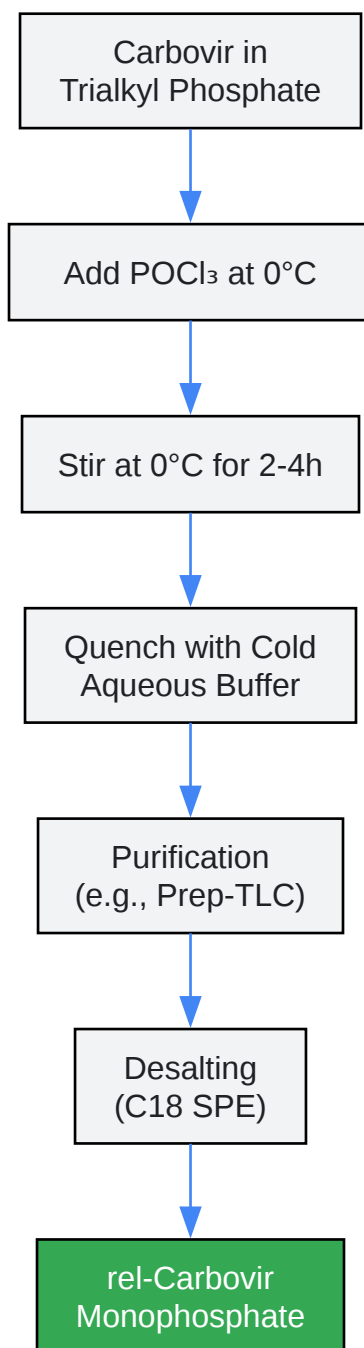 Carbovir in
Trialkyl Phosphate
Add POCl₃ at 0°C
Stir at 0°C for 2-4h
Quench with Cold
Aqueous Buffer
Purification
(e.g., Prep-TLC)
Desalting
(C18 SPE)
rel-Carbovir
Monophosphate